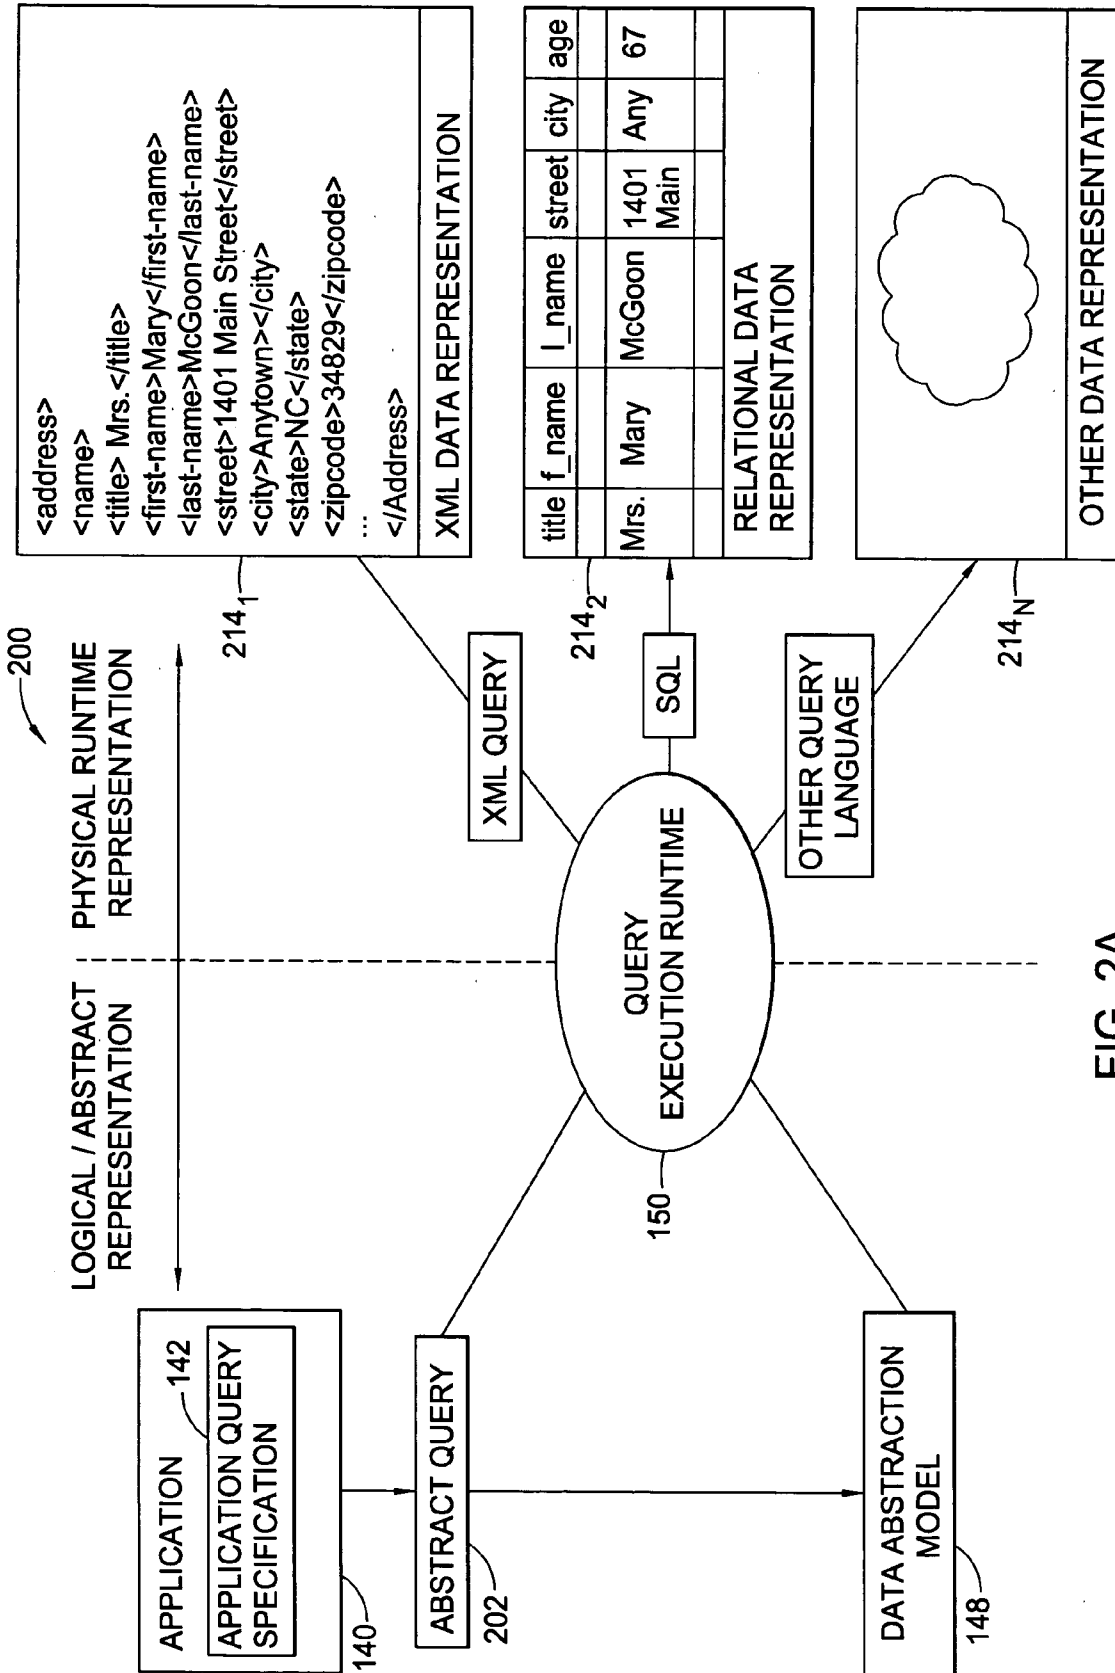 200
LOGICAL / ABSTRACT
REPRESENTATION
PHYSICAL RUNTIME
REPRESENTATION
APPLICATION
142
APPLICATION QUERY
SPECIFICATION
140
ABSTRACT QUERY
202
DATA ABSTRACTION
MODEL
148
QUERY
EXECUTION RUNTIME
150
XML QUERY
SQL
OTHER QUERY
LANGUAGE
<address>
<name>
<title> Mrs.</title>
<first-name>Mary</first-name>
<last-name>McGoon</last-name>
<street>1401 Main Street</street>
<city>Anytown></city>
<state>NC</state>
<zipcode>34829</zipcode>
...
</Address>
XML DATA REPRESENTATION
214₁
title f_name l_name street city age
Mrs. Mary McGoon 1401 Main Any 67
RELATIONAL DATA
REPRESENTATION
214₂
OTHER DATA REPRESENTATION
214N
FIG. 2A